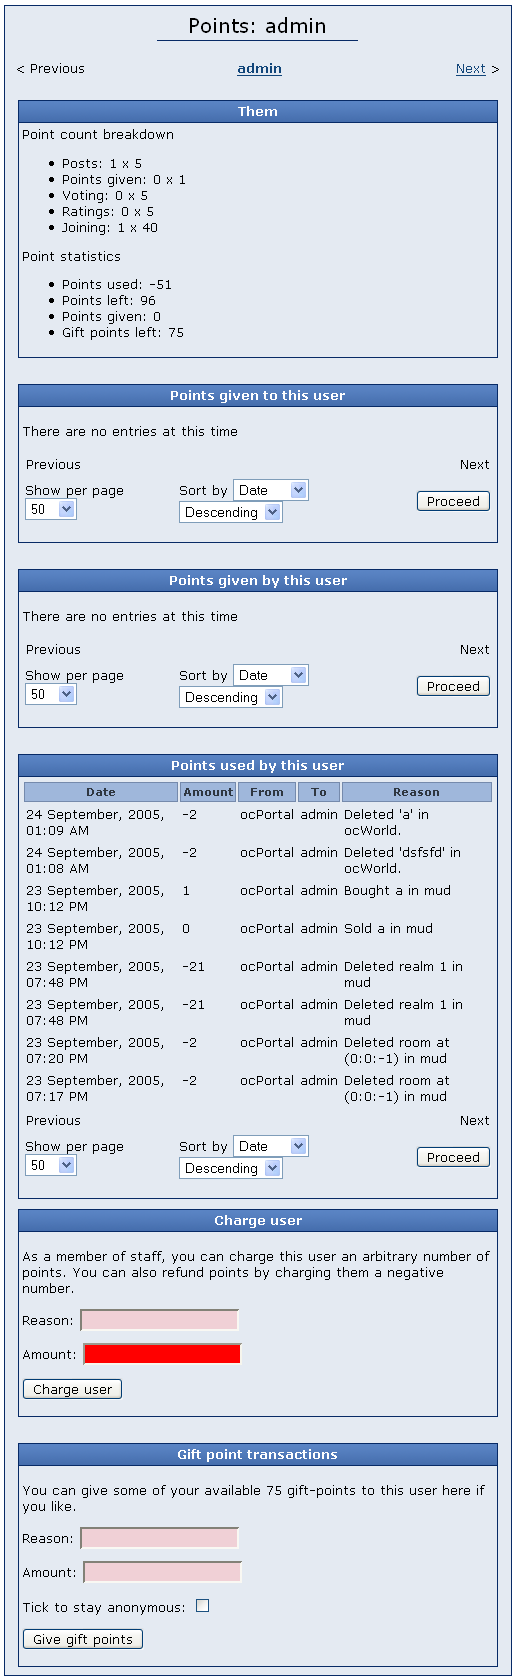 Points: admin
< Previous admin Next >
Them
Point count breakdown
• Posts: 1 x 5
• Points given: 0 x 1
• Voting: 0 x 5
• Ratings: 0 x 5
• Joining: 1 x 40
Point statistics
• Points used: -51
• Points left: 96
• Points given: 0
• Gift points left: 75
Points given to this user
There are no entries at this time
Previous Next
Show per page Sort by Date
50 Descending Proceed
Points given by this user
There are no entries at this time
Previous Next
Show per page Sort by Date
50 Descending Proceed
Points used by this user
Date Amount From To Reason
24 September, 2005, -2 ocPortal admin Deleted 'a' in
01:09 AM ocWorld.
24 September, 2005, -2 ocPortal admin Deleted 'dsfsfd' in
01:08 AM ocWorld.
23 September, 2005, 1 ocPortal admin Bought a in mud
10:12 PM
23 September, 2005, 0 ocPortal admin Sold a in mud
10:12 PM
23 September, 2005, -21 ocPortal admin Deleted realm 1 in
07:48 PM mud
23 September, 2005, -21 ocPortal admin Deleted realm 1 in
07:48 PM mud
23 September, 2005, -2 ocPortal admin Deleted room at
07:20 PM (0:0:-1) in mud
23 September, 2005, -2 ocPortal admin Deleted room at
07:17 PM (0:0:-1) in mud
Previous Next
Show per page Sort by Date
50 Descending Proceed
Charge user
As a member of staff, you can charge this user an arbitrary number of
points. You can also refund points by charging them a negative
number.
Reason:
Amount:
Charge user
Gift point transactions
You can give some of your available 75 gift-points to this user here if
you like.
Reason:
Amount:
Tick to stay anonymous:
Give gift points